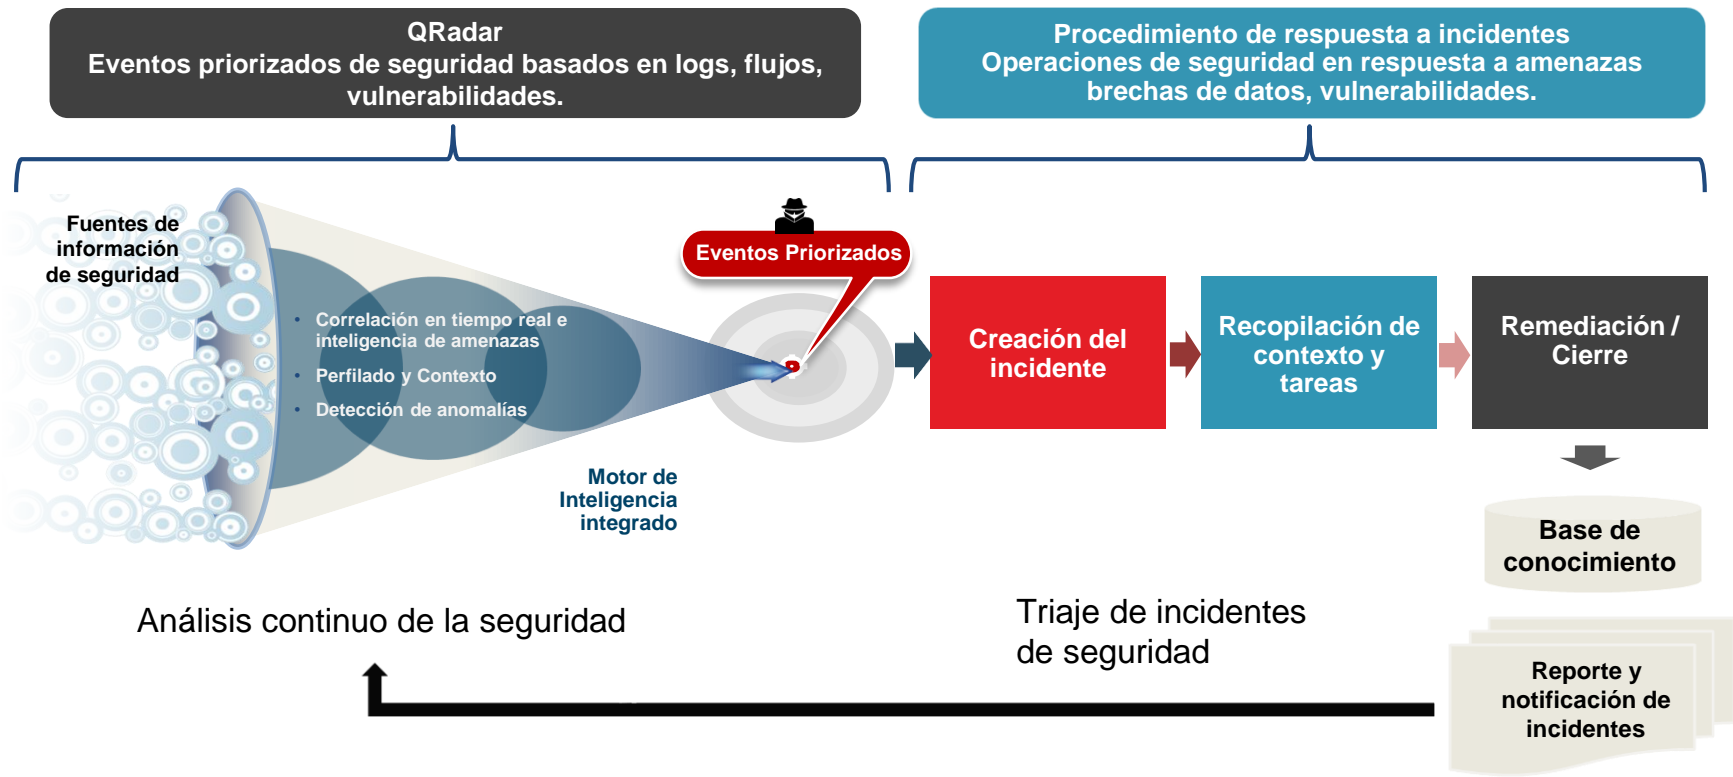 QRadar
Eventos priorizados de seguridad basados en logs, flujos,
vulnerabilidades.
Procedimiento de respuesta a incidentes
Operaciones de seguridad en respuesta a amenazas
brechas de datos, vulnerabilidades.
Fuentes de
información
de seguridad
• Correlación en tiempo real e
inteligencia de amenazas
• Perfilado y Contexto
• Detección de anomalías
Motor de
Inteligencia
integrado
Eventos Priorizados
Creación del
incidente
Recopilación de
contexto y
tareas
Remediación /
Cierre
Base de
conocimiento
Análisis continuo de la seguridad
Triaje de incidentes
de seguridad
Reporte y
notificación de
incidentes